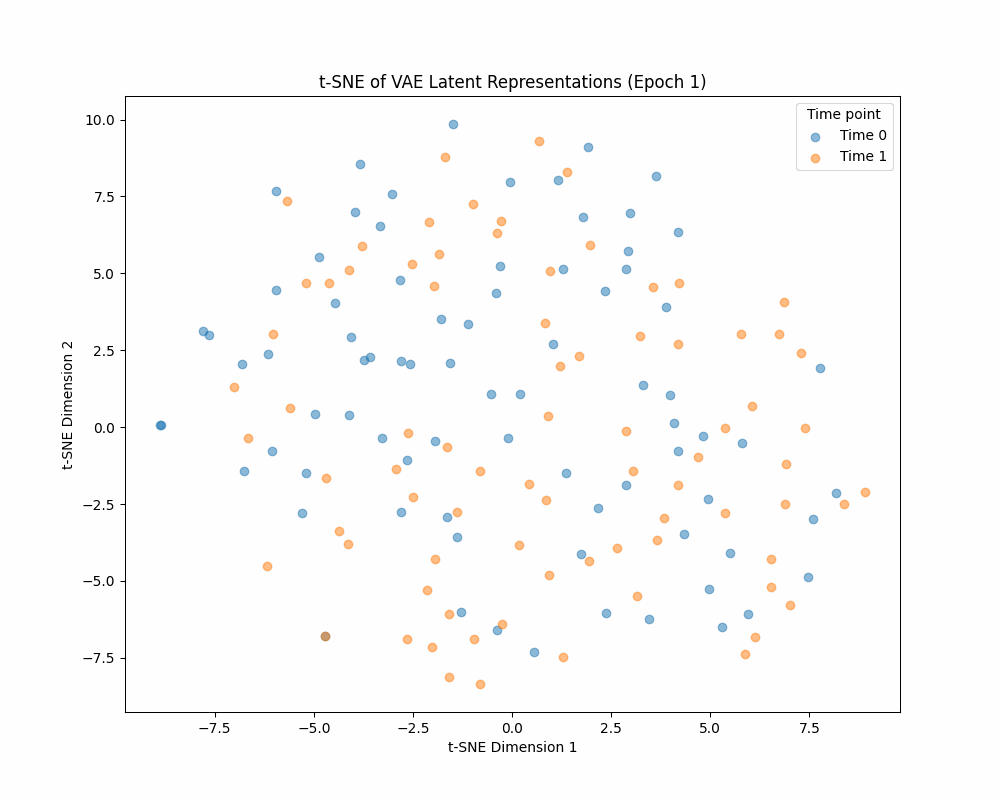 t-SNE of VAE Latent Representations (Epoch 1)
Time point
Time 0
Time 1
10.0
7.5
5.0
2.5
0.0
−2.5
−5.0
−7.5
t-SNE Dimension 2
−7.5 −5.0 −2.5 0.0 2.5 5.0 7.5
t-SNE Dimension 1